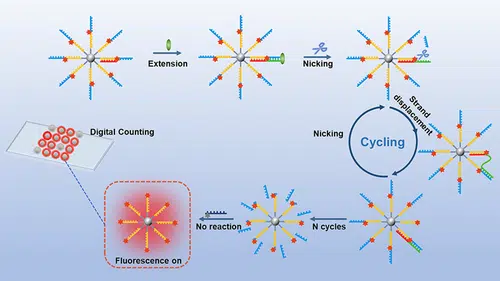 Extension
Nicking
Strand
displacement
Nicking
Cycling
Digital Counting
No reaction
N cycles
Fluorescence on